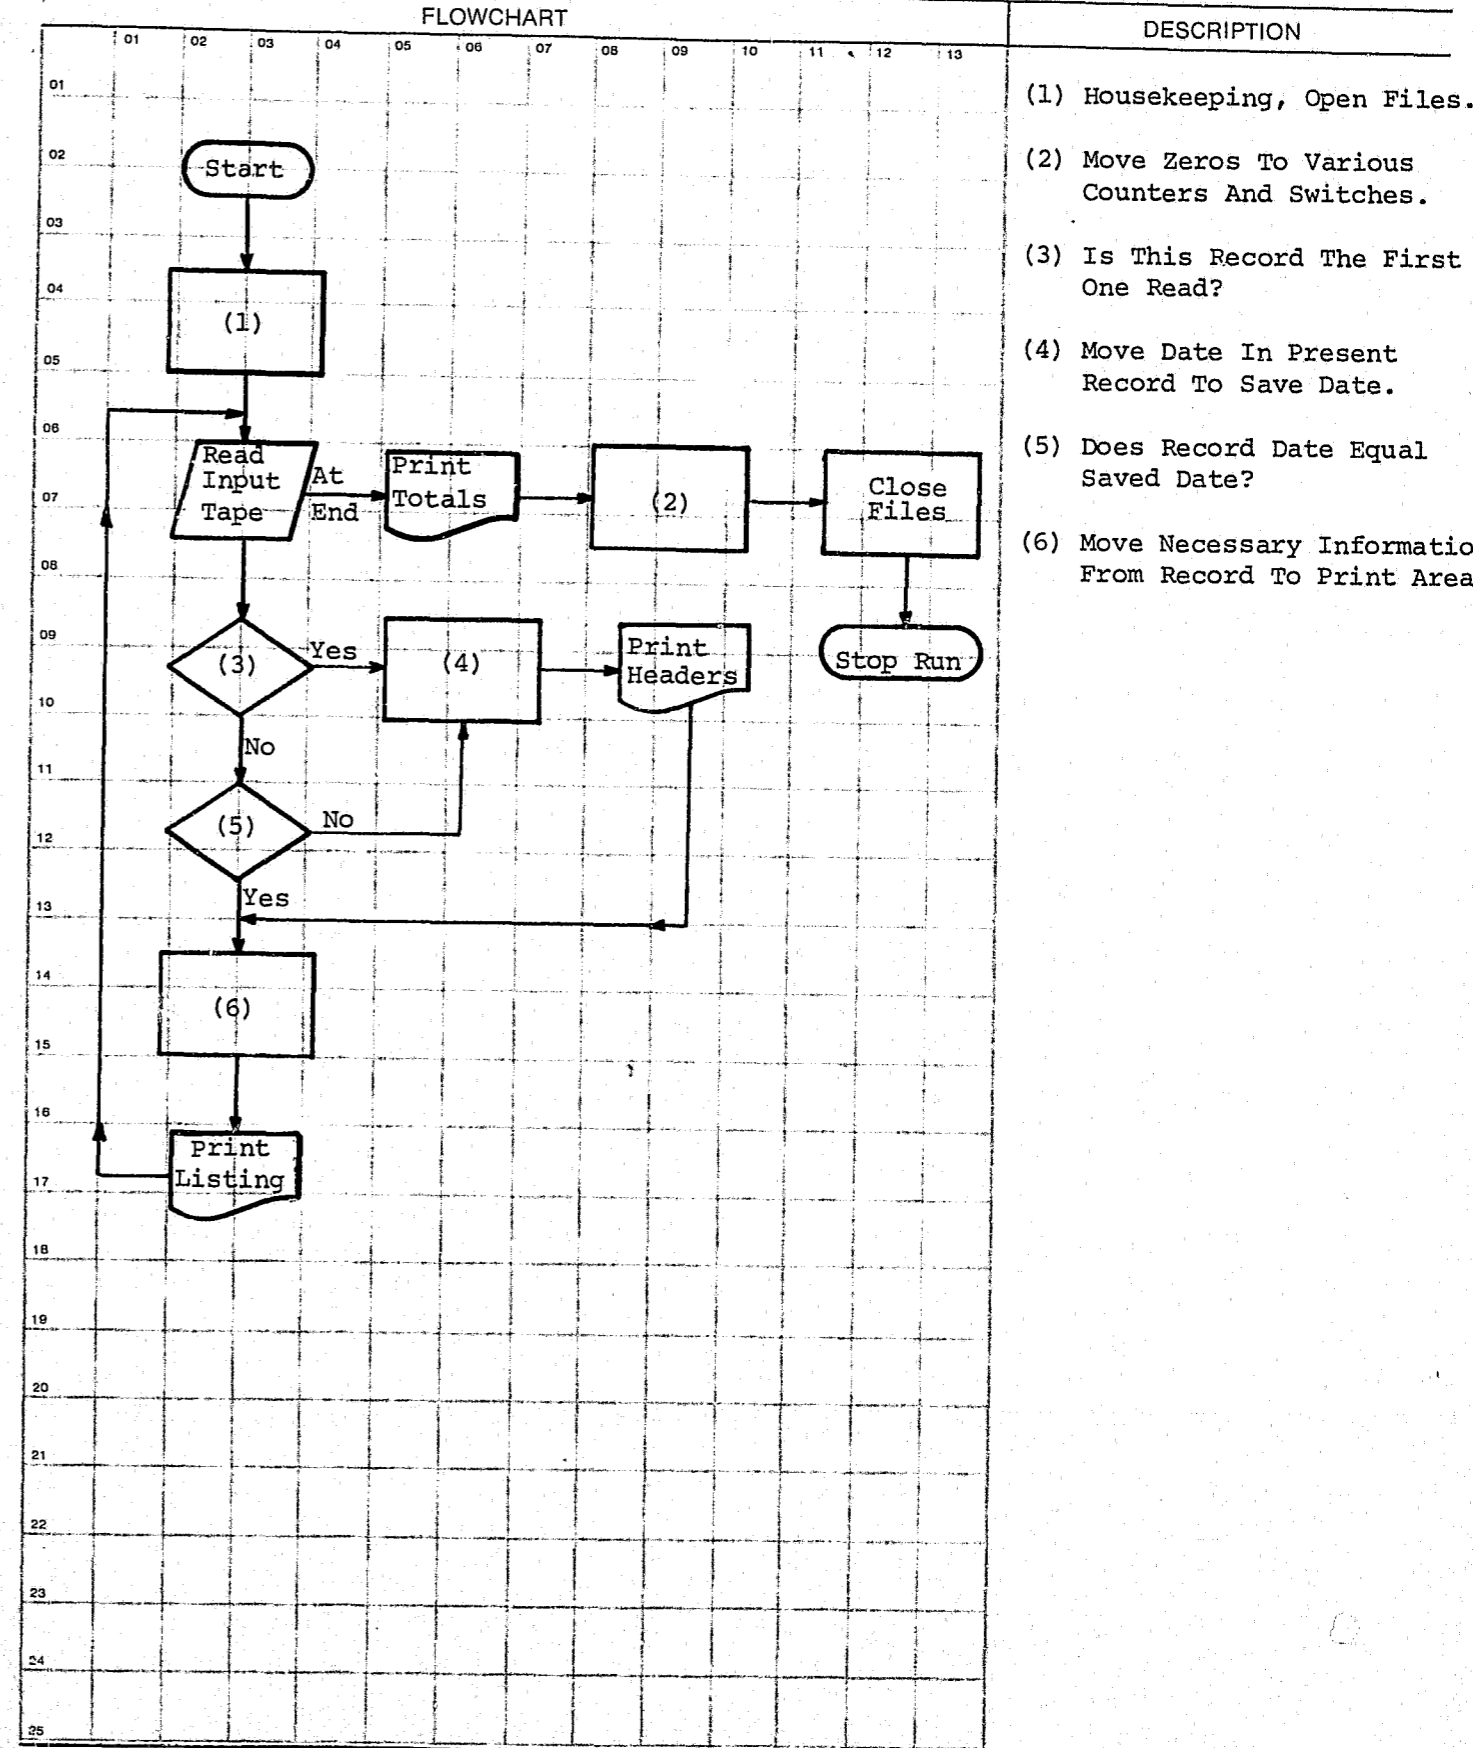 FLOWCHART
DESCRIPTION
01 02 03 04 05 06 07 08 09 10 11 12 13
01
02
03
04
05
06
07
08
09
10
11
12
13
14
15
16
17
18
19
20
21
22
23
24
25
Start
(1)
Read
Input
Tape
At
End
Print
Totals
(2)
Close
Files
Stop Run
(3)
Yes
(4)
Print
Headers
No
(5)
No
Yes
(6)
Print
Listing
(1) Housekeeping, Open Files.
(2) Move Zeros To Various
Counters And Switches.
(3) Is This Record The First
One Read?
(4) Move Date In Present
Record To Save Date.
(5) Does Record Date Equal
Saved Date?
(6) Move Necessary Informatio
From Record To Print Area